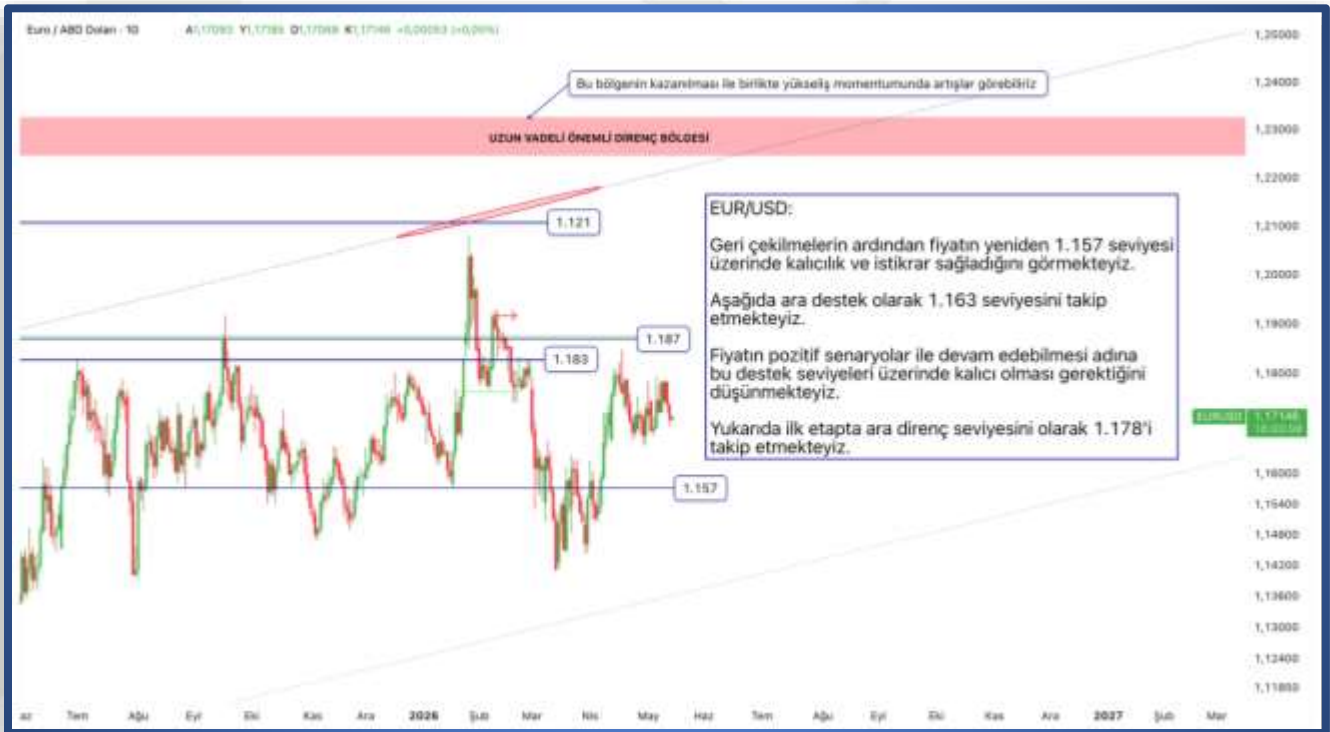 Euro / ABD Doları · 1G
Bu bölgenin kazanılması ile birlikte yükseliş momentumunda artışlar görebiliriz
UZUN VADELİ ÖNEMLİ DİRENÇ BÖLGESİ
1.121
1.187
1.183
1.157
EUR/USD:
Geri çekilmelerin ardından fiyatın yeniden 1.157 seviyesi
üzerinde kalıcılık ve istikrar sağladığını görmekteyiz.
Aşağıda ara destek olarak 1.163 seviyesini takip
etmekteyiz.
Fiyatın pozitif senaryolar ile devam edebilmesi adına
bu destek seviyeleri üzerinde kalıcı olması gerektiğini
düşünmekteyiz.
Yukarıda ilk etapta ara direnç seviyesini olarak 1.178'i
takip etmekteyiz.
1,25000
1,24000
1,23000
1,22000
1,21000
1,20000
1,19000
1,18000
EURUSD 1,17146
1,16000
1,15400
1,14800
1,14200
1,13600
1,13000
1,12400
1,11800
az Tem Ağu Eyl Eki Kas Ara 2026 Şub Mar Nis May Haz Tem Ağu Eyl Eki Kas Ara 2027 Şub Mar